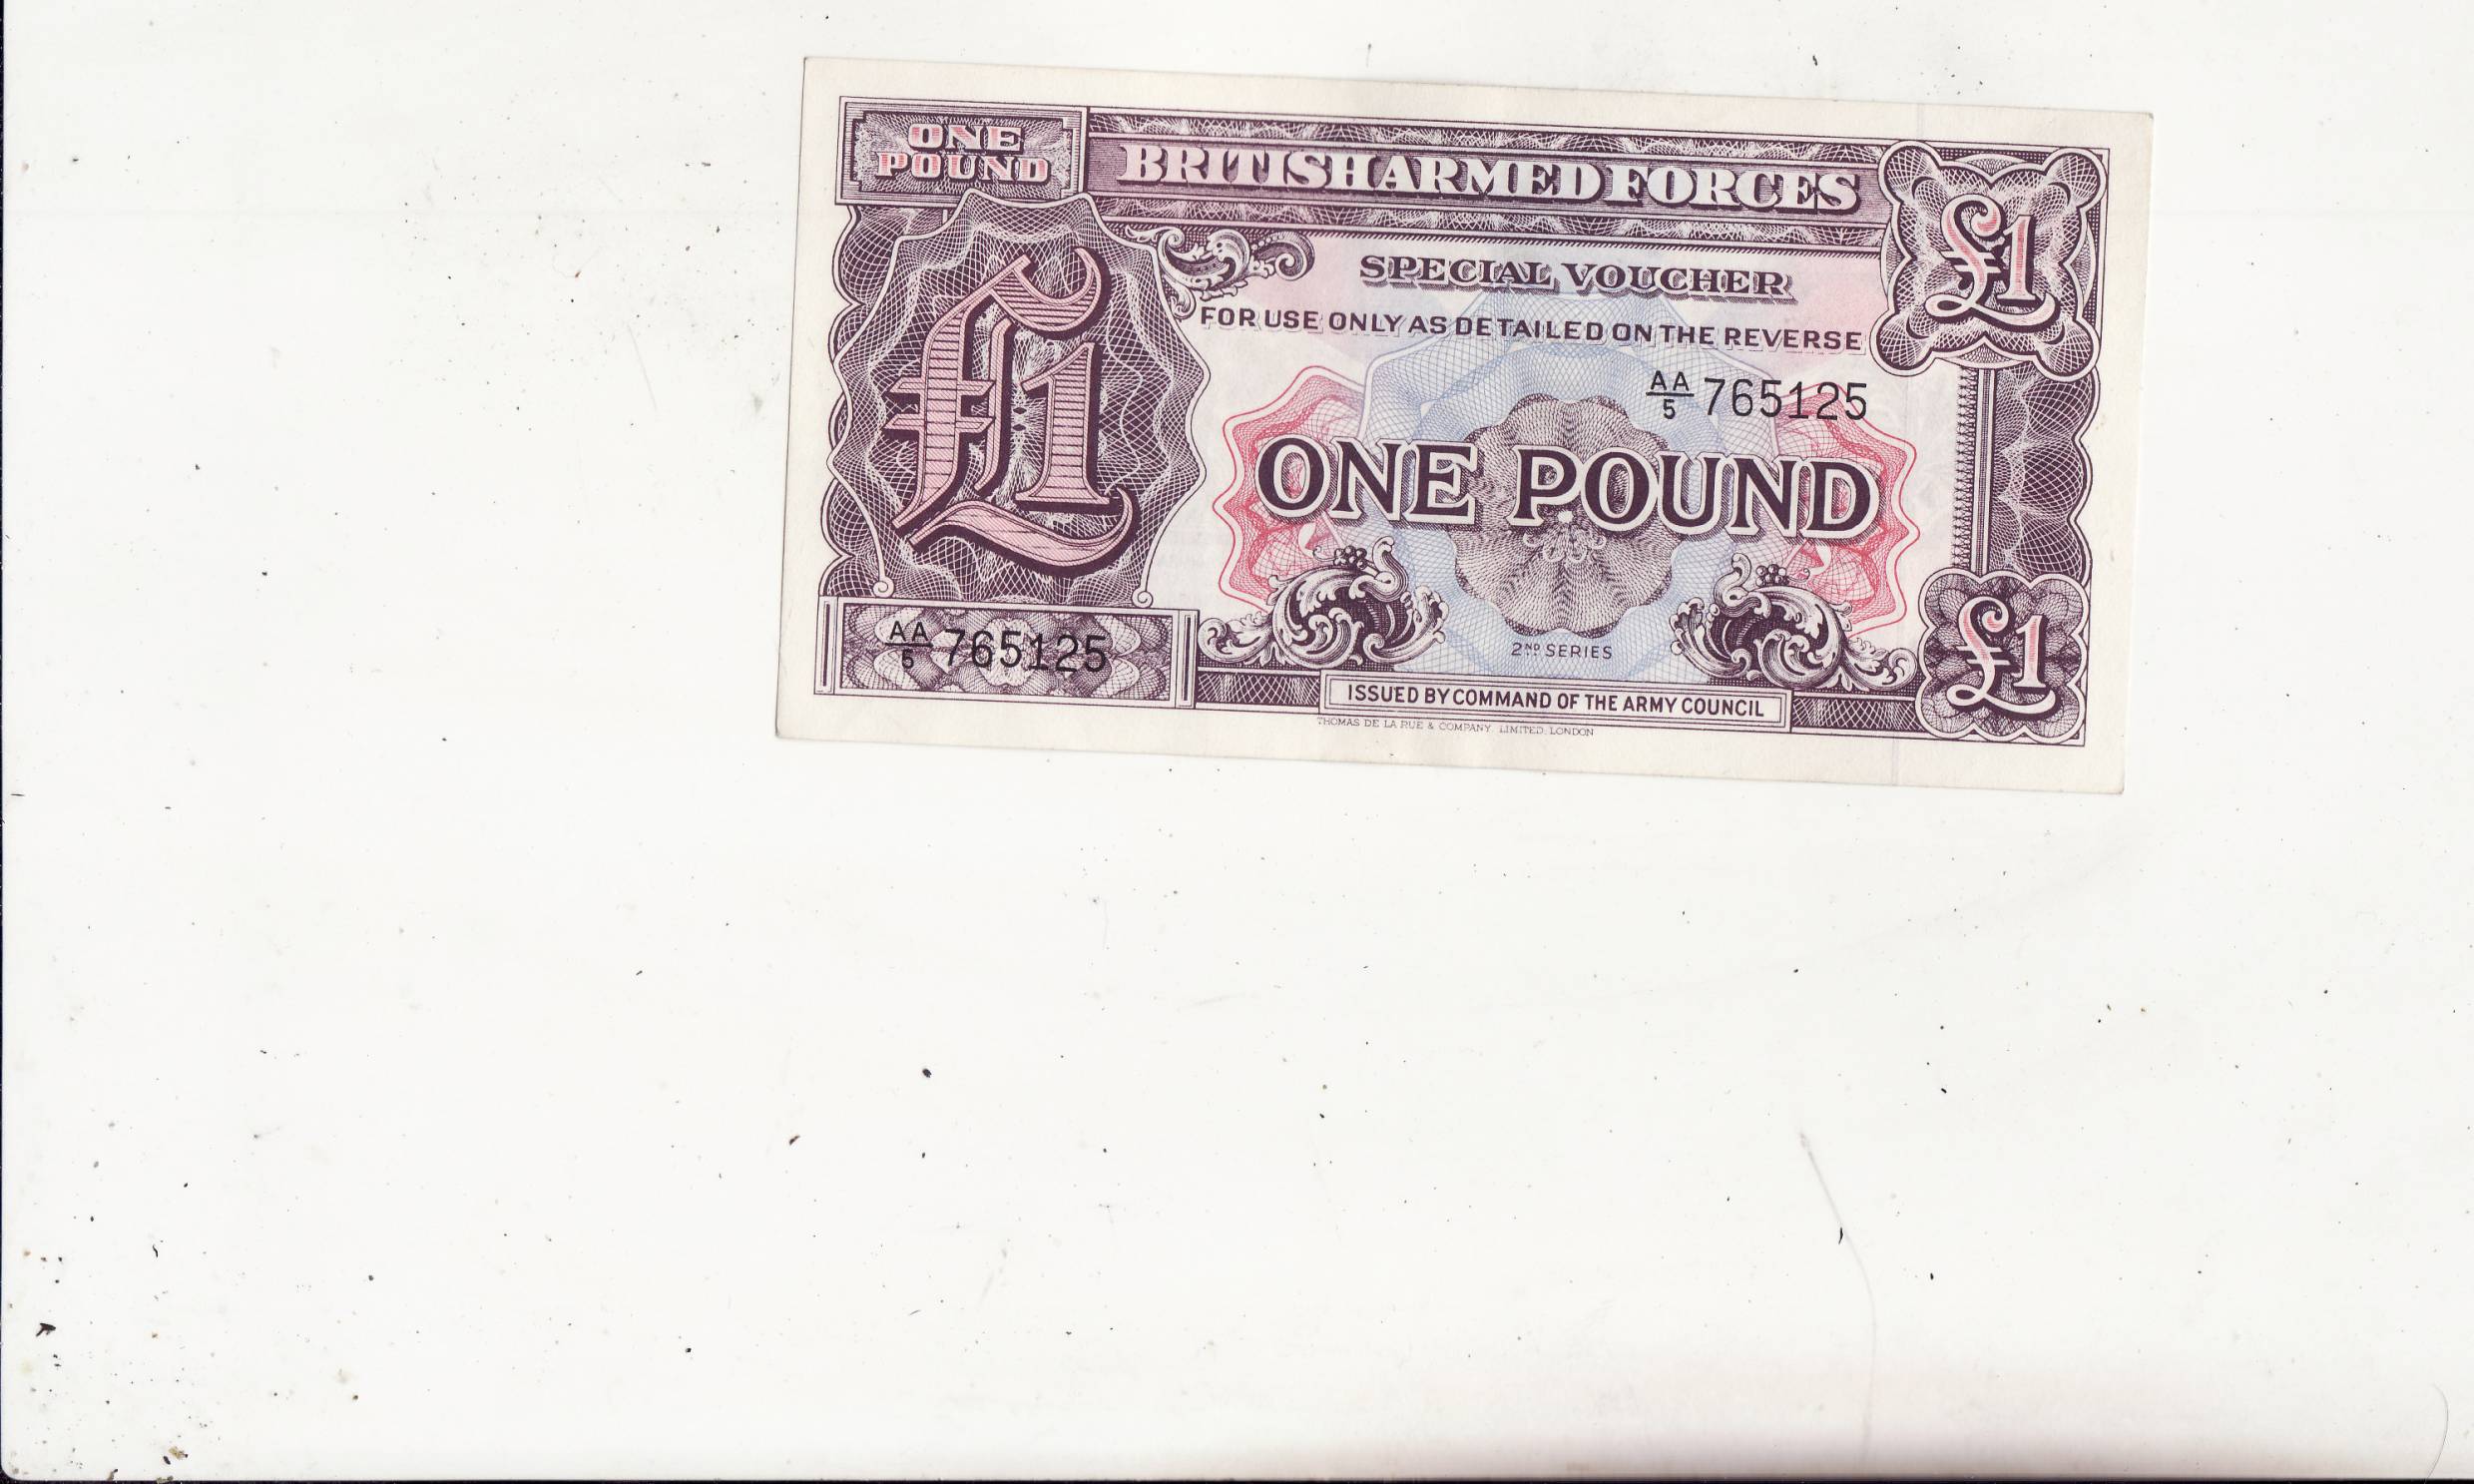 ONE
POUND
BRITISH ARMED FORCES
£1
£1
SPECIAL VOUCHER
FOR USE ONLY AS DETAILED ON THE REVERSE
AA/5 765125
ONE POUND
AA/5 765125
2ND SERIES
£1
ISSUED BY COMMAND OF THE ARMY COUNCIL
THOMAS DE LA RUE & COMPANY, LIMITED, LONDON